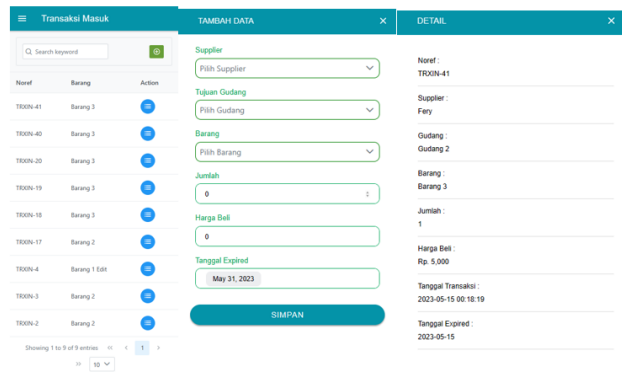 Transaksi Masuk
Search keyword
Noref Barang Action
TRXIN-41 Barang 3
TRXIN-40 Barang 3
TRXIN-20 Barang 3
TRXIN-19 Barang 3
TRXIN-18 Barang 3
TRXIN-17 Barang 2
TRXIN-4 Barang 1 Edit
TRXIN-3 Barang 2
TRXIN-2 Barang 2
Showing 1 to 9 of 9 entries << < 1 >
>> 10
TAMBAH DATA
Supplier
Pilih Supplier
Tujuan Gudang
Pilih Gudang
Barang
Pilih Barang
Jumlah
0
Harga Beli
0
Tanggal Expired
May 31, 2023
SIMPAN
DETAIL
Noref :
TRXIN-41
Supplier :
Fery
Gudang :
Gudang 2
Barang :
Barang 3
Jumlah :
1
Harga Beli :
Rp. 5,000
Tanggal Transaksi :
2023-05-15 00:18:19
Tanggal Expired :
2023-05-15